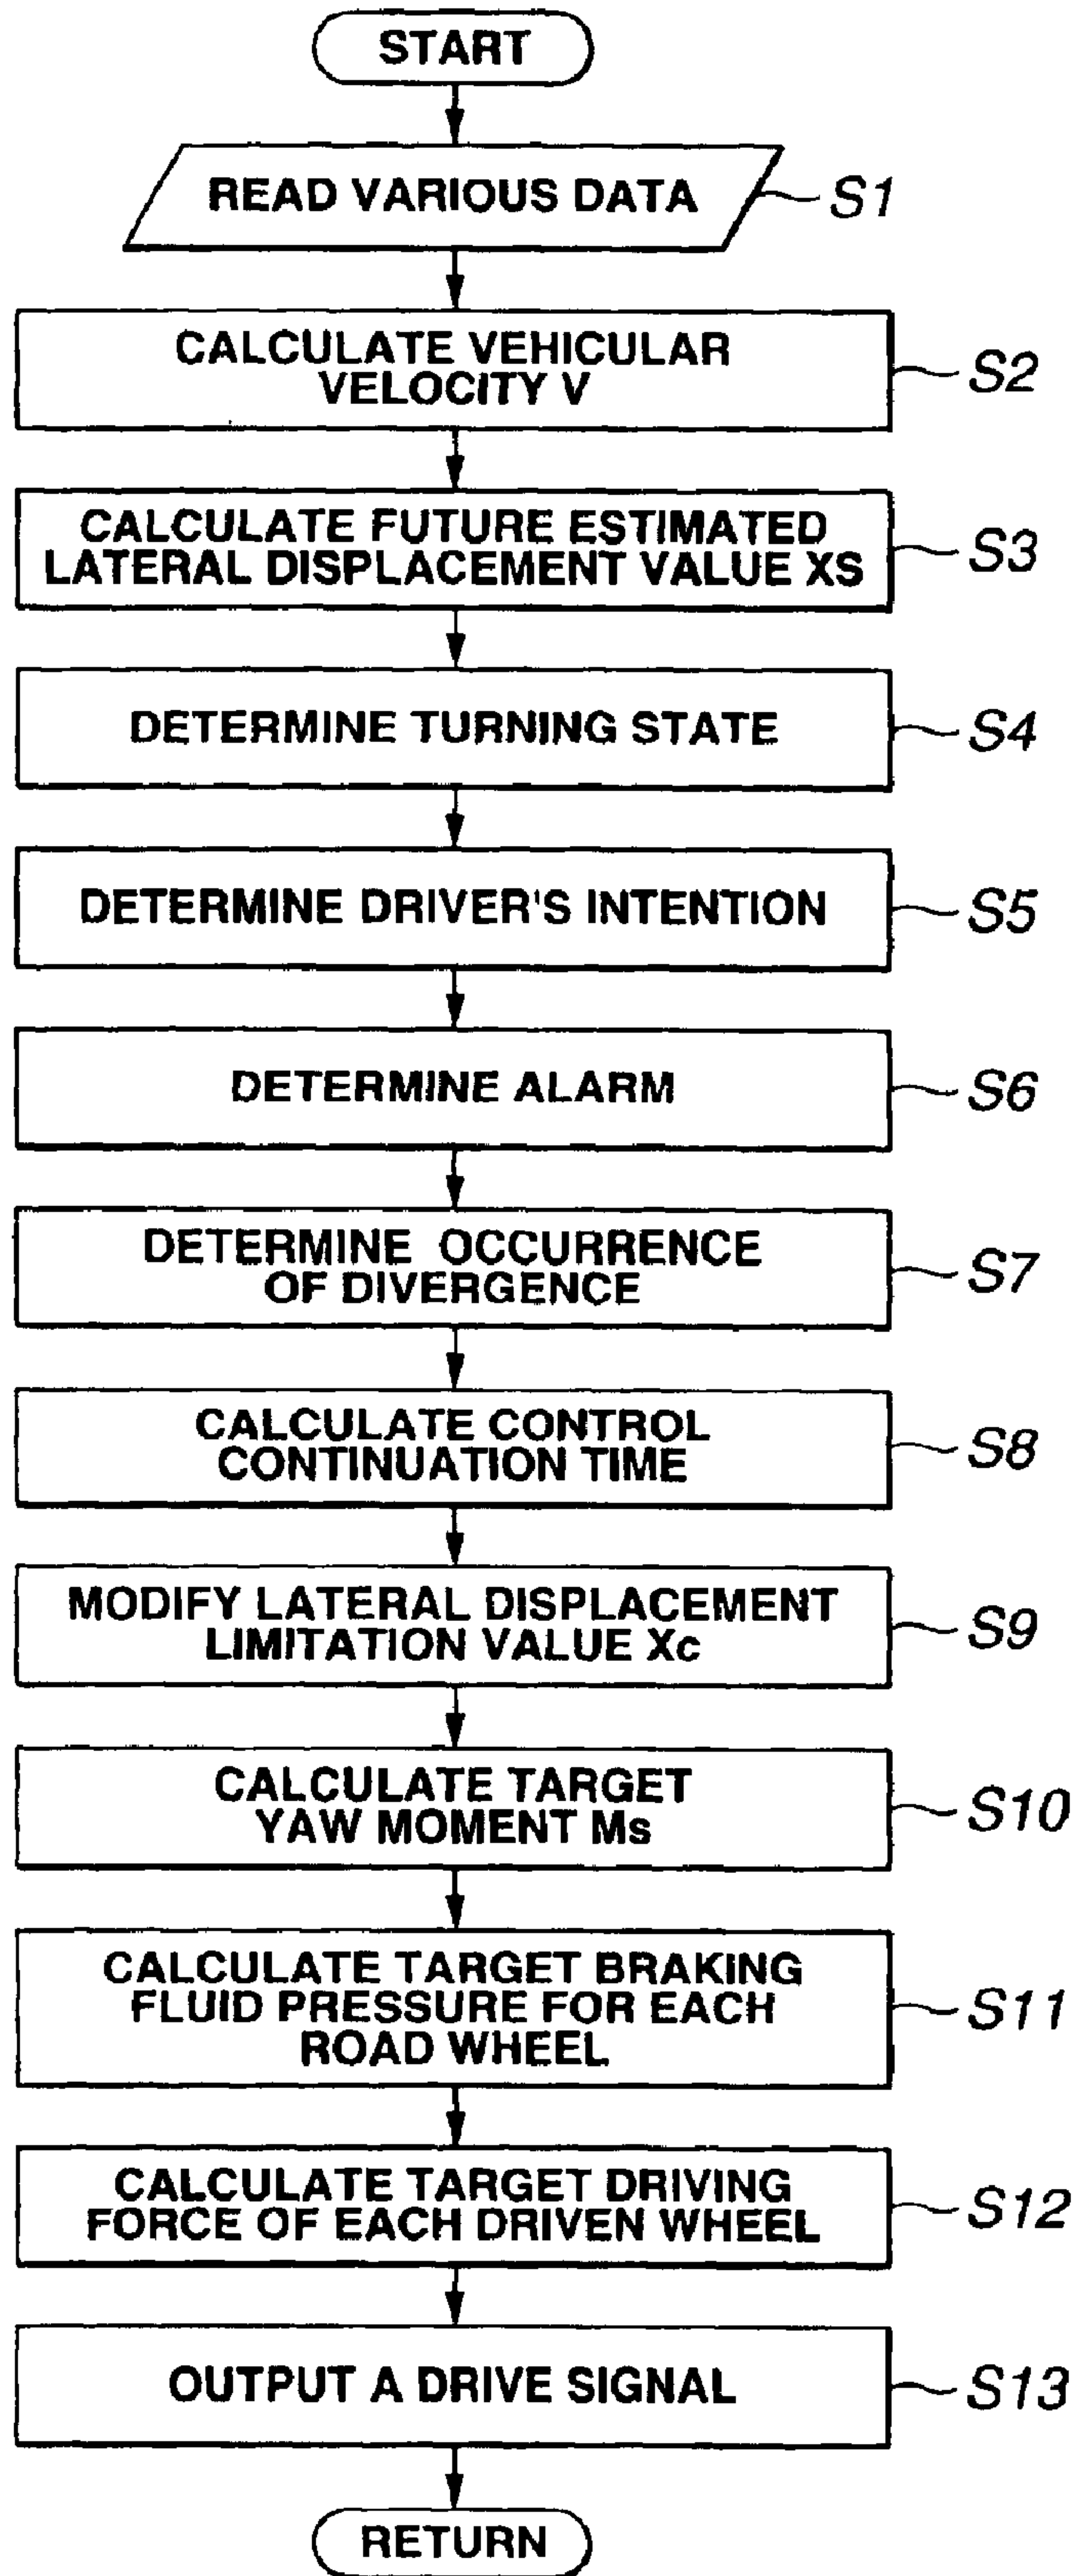 START
READ VARIOUS DATA
S1
CALCULATE VEHICULAR
VELOCITY V
S2
CALCULATE FUTURE ESTIMATED
LATERAL DISPLACEMENT VALUE XS
S3
DETERMINE TURNING STATE
S4
DETERMINE DRIVER'S INTENTION
S5
DETERMINE ALARM
S6
DETERMINE OCCURRENCE
OF DIVERGENCE
S7
CALCULATE CONTROL
CONTINUATION TIME
S8
MODIFY LATERAL DISPLACEMENT
LIMITATION VALUE Xc
S9
CALCULATE TARGET
YAW MOMENT Ms
S10
CALCULATE TARGET BRAKING
FLUID PRESSURE FOR EACH
ROAD WHEEL
S11
CALCULATE TARGET DRIVING
FORCE OF EACH DRIVEN WHEEL
S12
OUTPUT A DRIVE SIGNAL
S13
RETURN